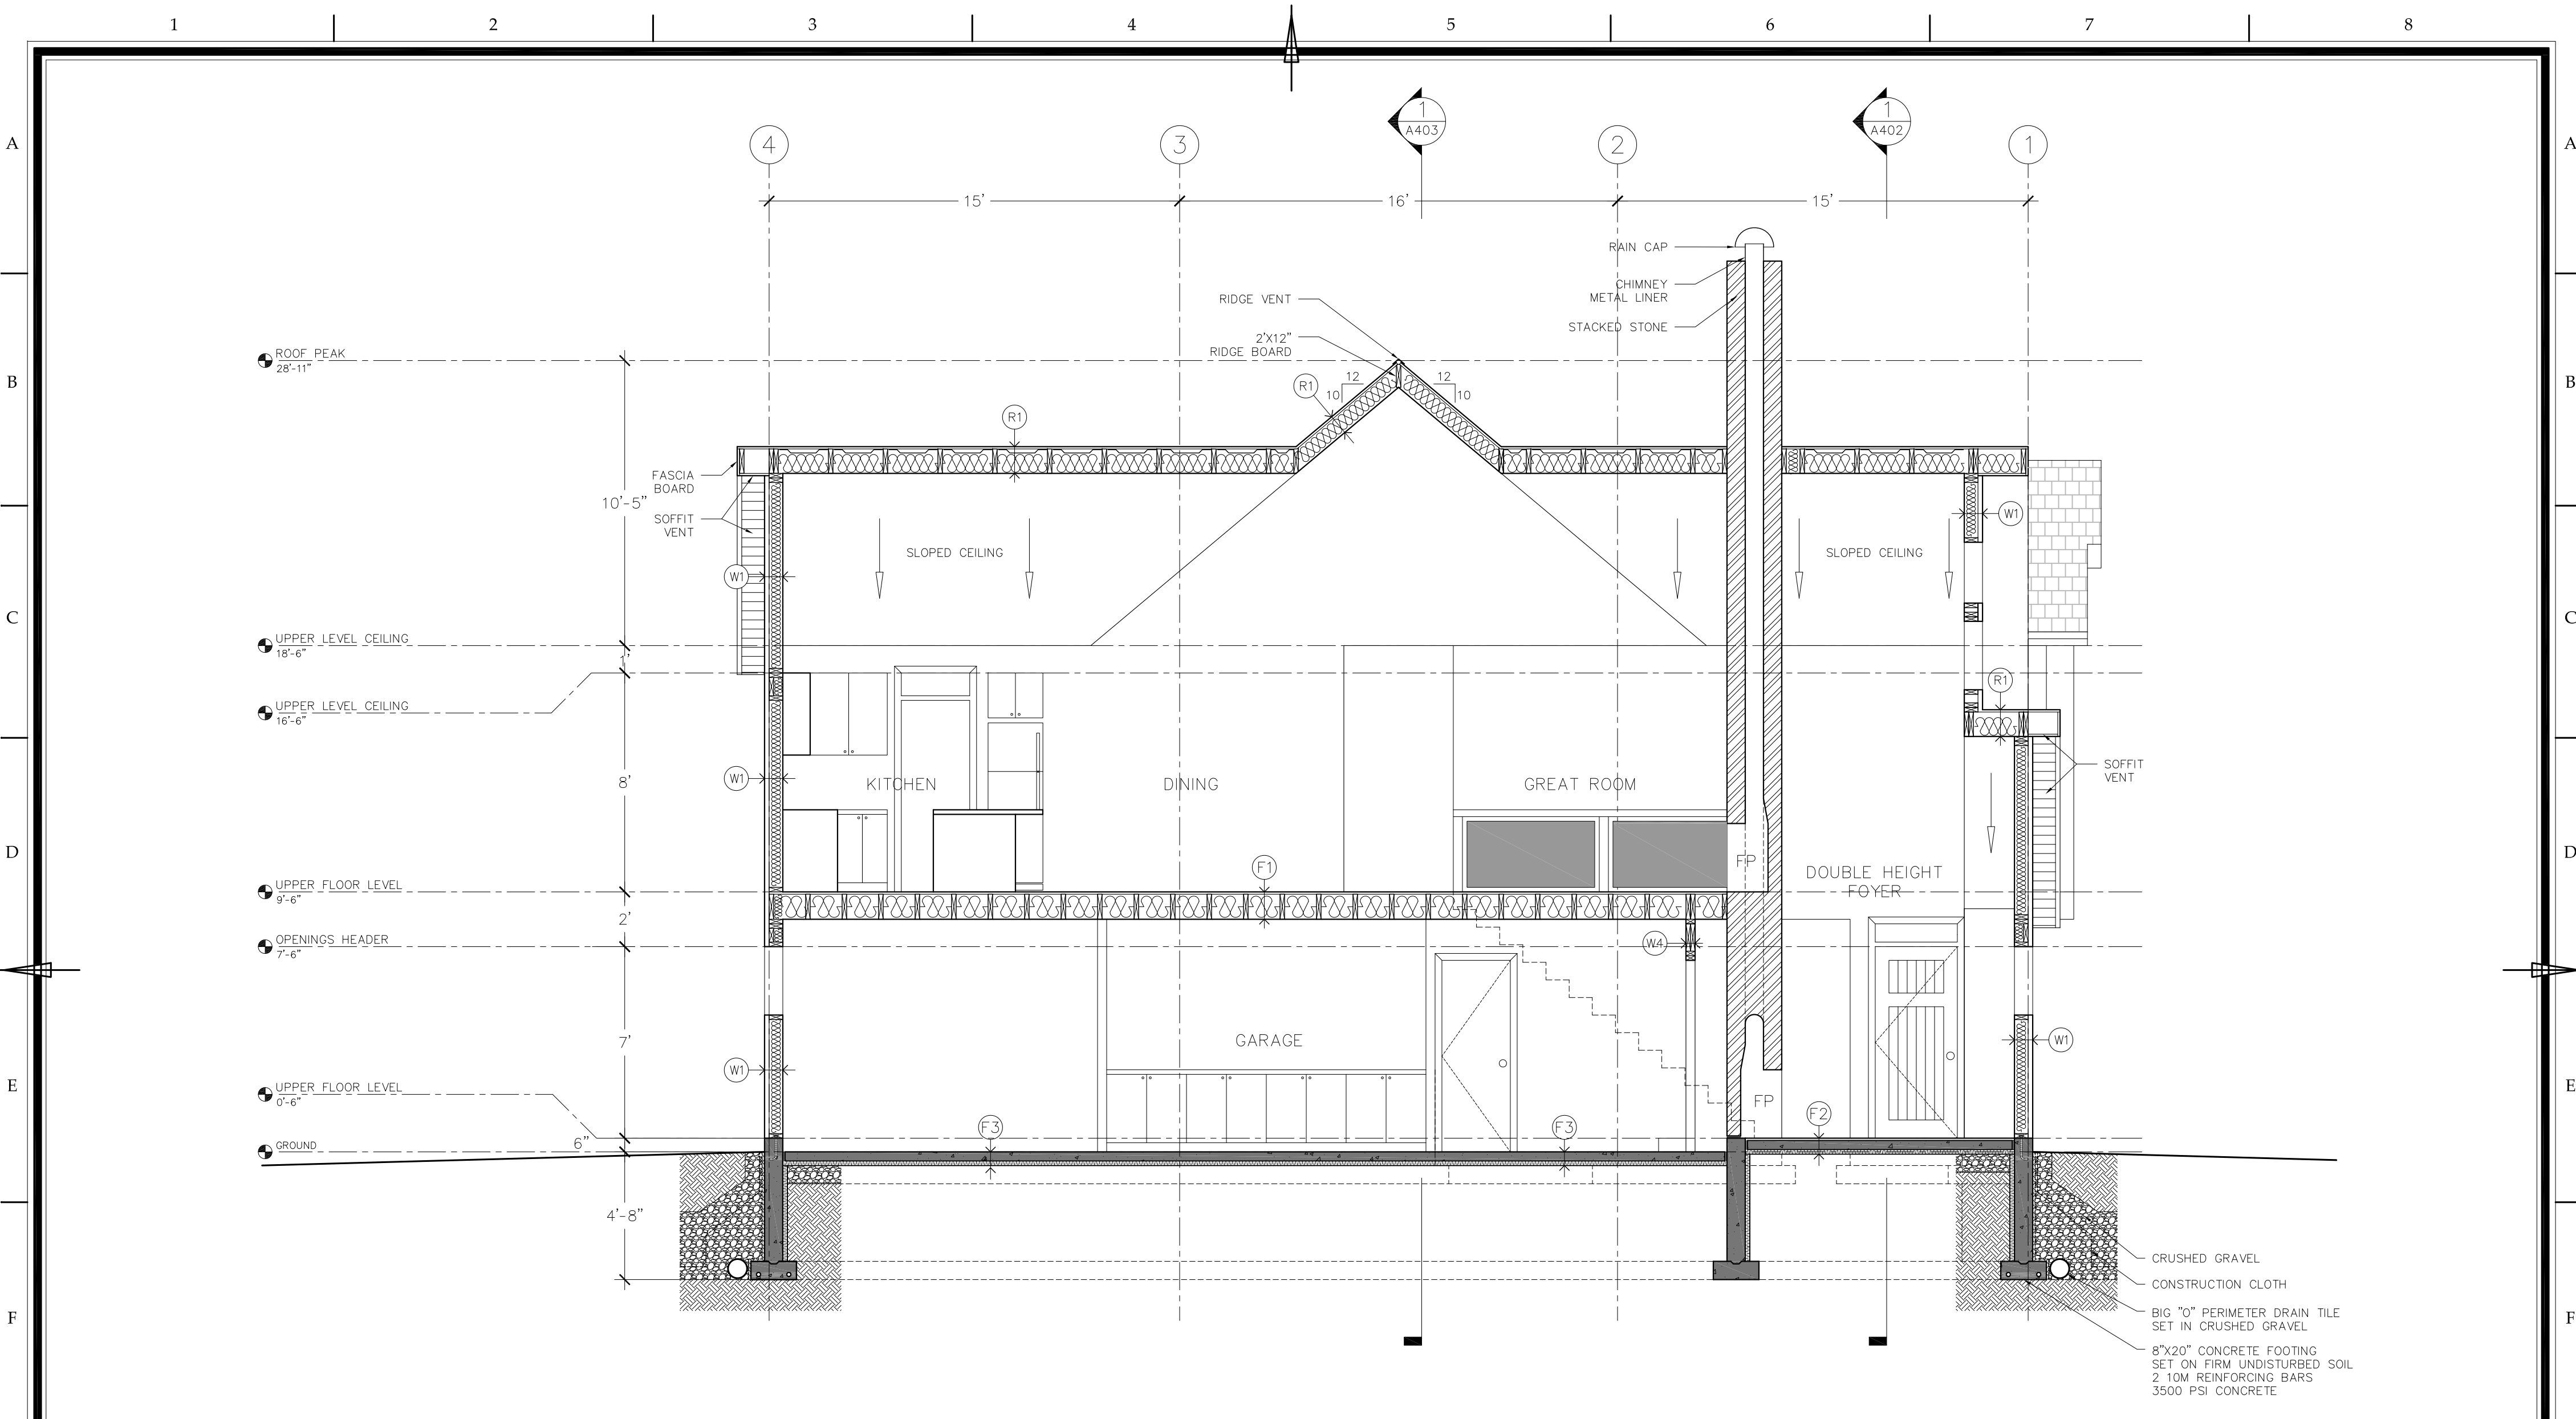 1 2 3 4 5 6 7 8
A A
B B
C C
D D
E E
F F
1
A403
1
A402
4 3 2 1
15' 16' 15'
RAIN CAP
CHIMNEY
METAL LINER
STACKED STONE
RIDGE VENT
2'X12"
RIDGE BOARD
ROOF PEAK
28'-11"
R1
12
10
12
10
R1
FASCIA
BOARD
10'-5"
SOFFIT
VENT
W1
SLOPED CEILING
SLOPED CEILING
W1
UPPER LEVEL CEILING
18'-6"
1'
UPPER LEVEL CEILING
16'-6"
R1
W1
8'
KITCHEN
DINING
GREAT ROOM
SOFFIT
VENT
FP
DOUBLE HEIGHT
FOYER
F1
UPPER FLOOR LEVEL
9'-6"
2'
OPENINGS HEADER
7'-6"
W4
7'
GARAGE
W1
W1
UPPER FLOOR LEVEL
0'-6"
FP
F3
F3
F2
6"
GROUND
4'-8"
CRUSHED GRAVEL
CONSTRUCTION CLOTH
BIG "O" PERIMETER DRAIN TILE
SET IN CRUSHED GRAVEL
8"X20" CONCRETE FOOTING
SET ON FIRM UNDISTURBED SOIL
2 10M REINFORCING BARS
3500 PSI CONCRETE